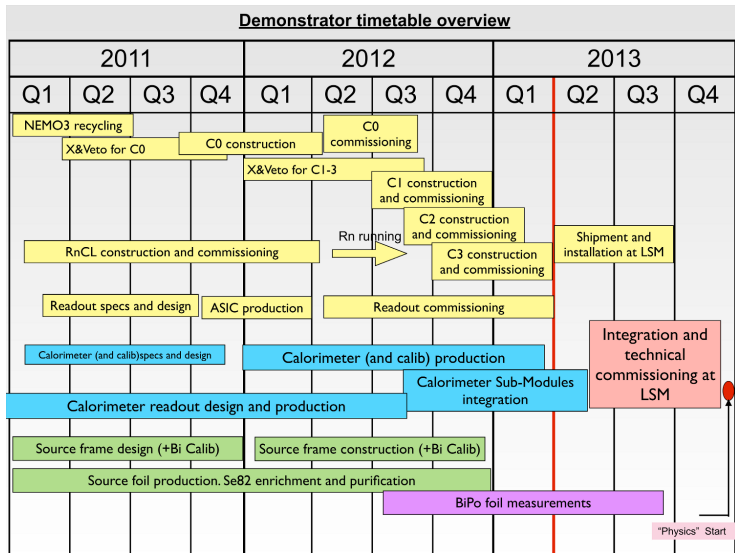 Demonstrator timetable overview
2011 2012 2013
Q1 Q2 Q3 Q4 Q1 Q2 Q3 Q4 Q1 Q2 Q3 Q4
NEMO3 recycling
X&Veto for C0
C0 construction
C0
commissioning
X&Veto for C1-3
C1 construction
and commissioning
C2 construction
and commissioning
Rn running
RnCL construction and commissioning
C3 construction
and commissioning
Shipment and
installation at LSM
Readout specs and design
ASIC production
Readout commissioning
Integration and
technical
commissioning at
LSM
Calorimeter (and calib)specs and design
Calorimeter (and calib) production
Calorimeter Sub-Modules
integration
Calorimeter readout design and production
Source frame design (+Bi Calib)
Source frame construction (+Bi Calib)
Source foil production. Se82 enrichment and purification
BiPo foil measurements
"Physics" Start